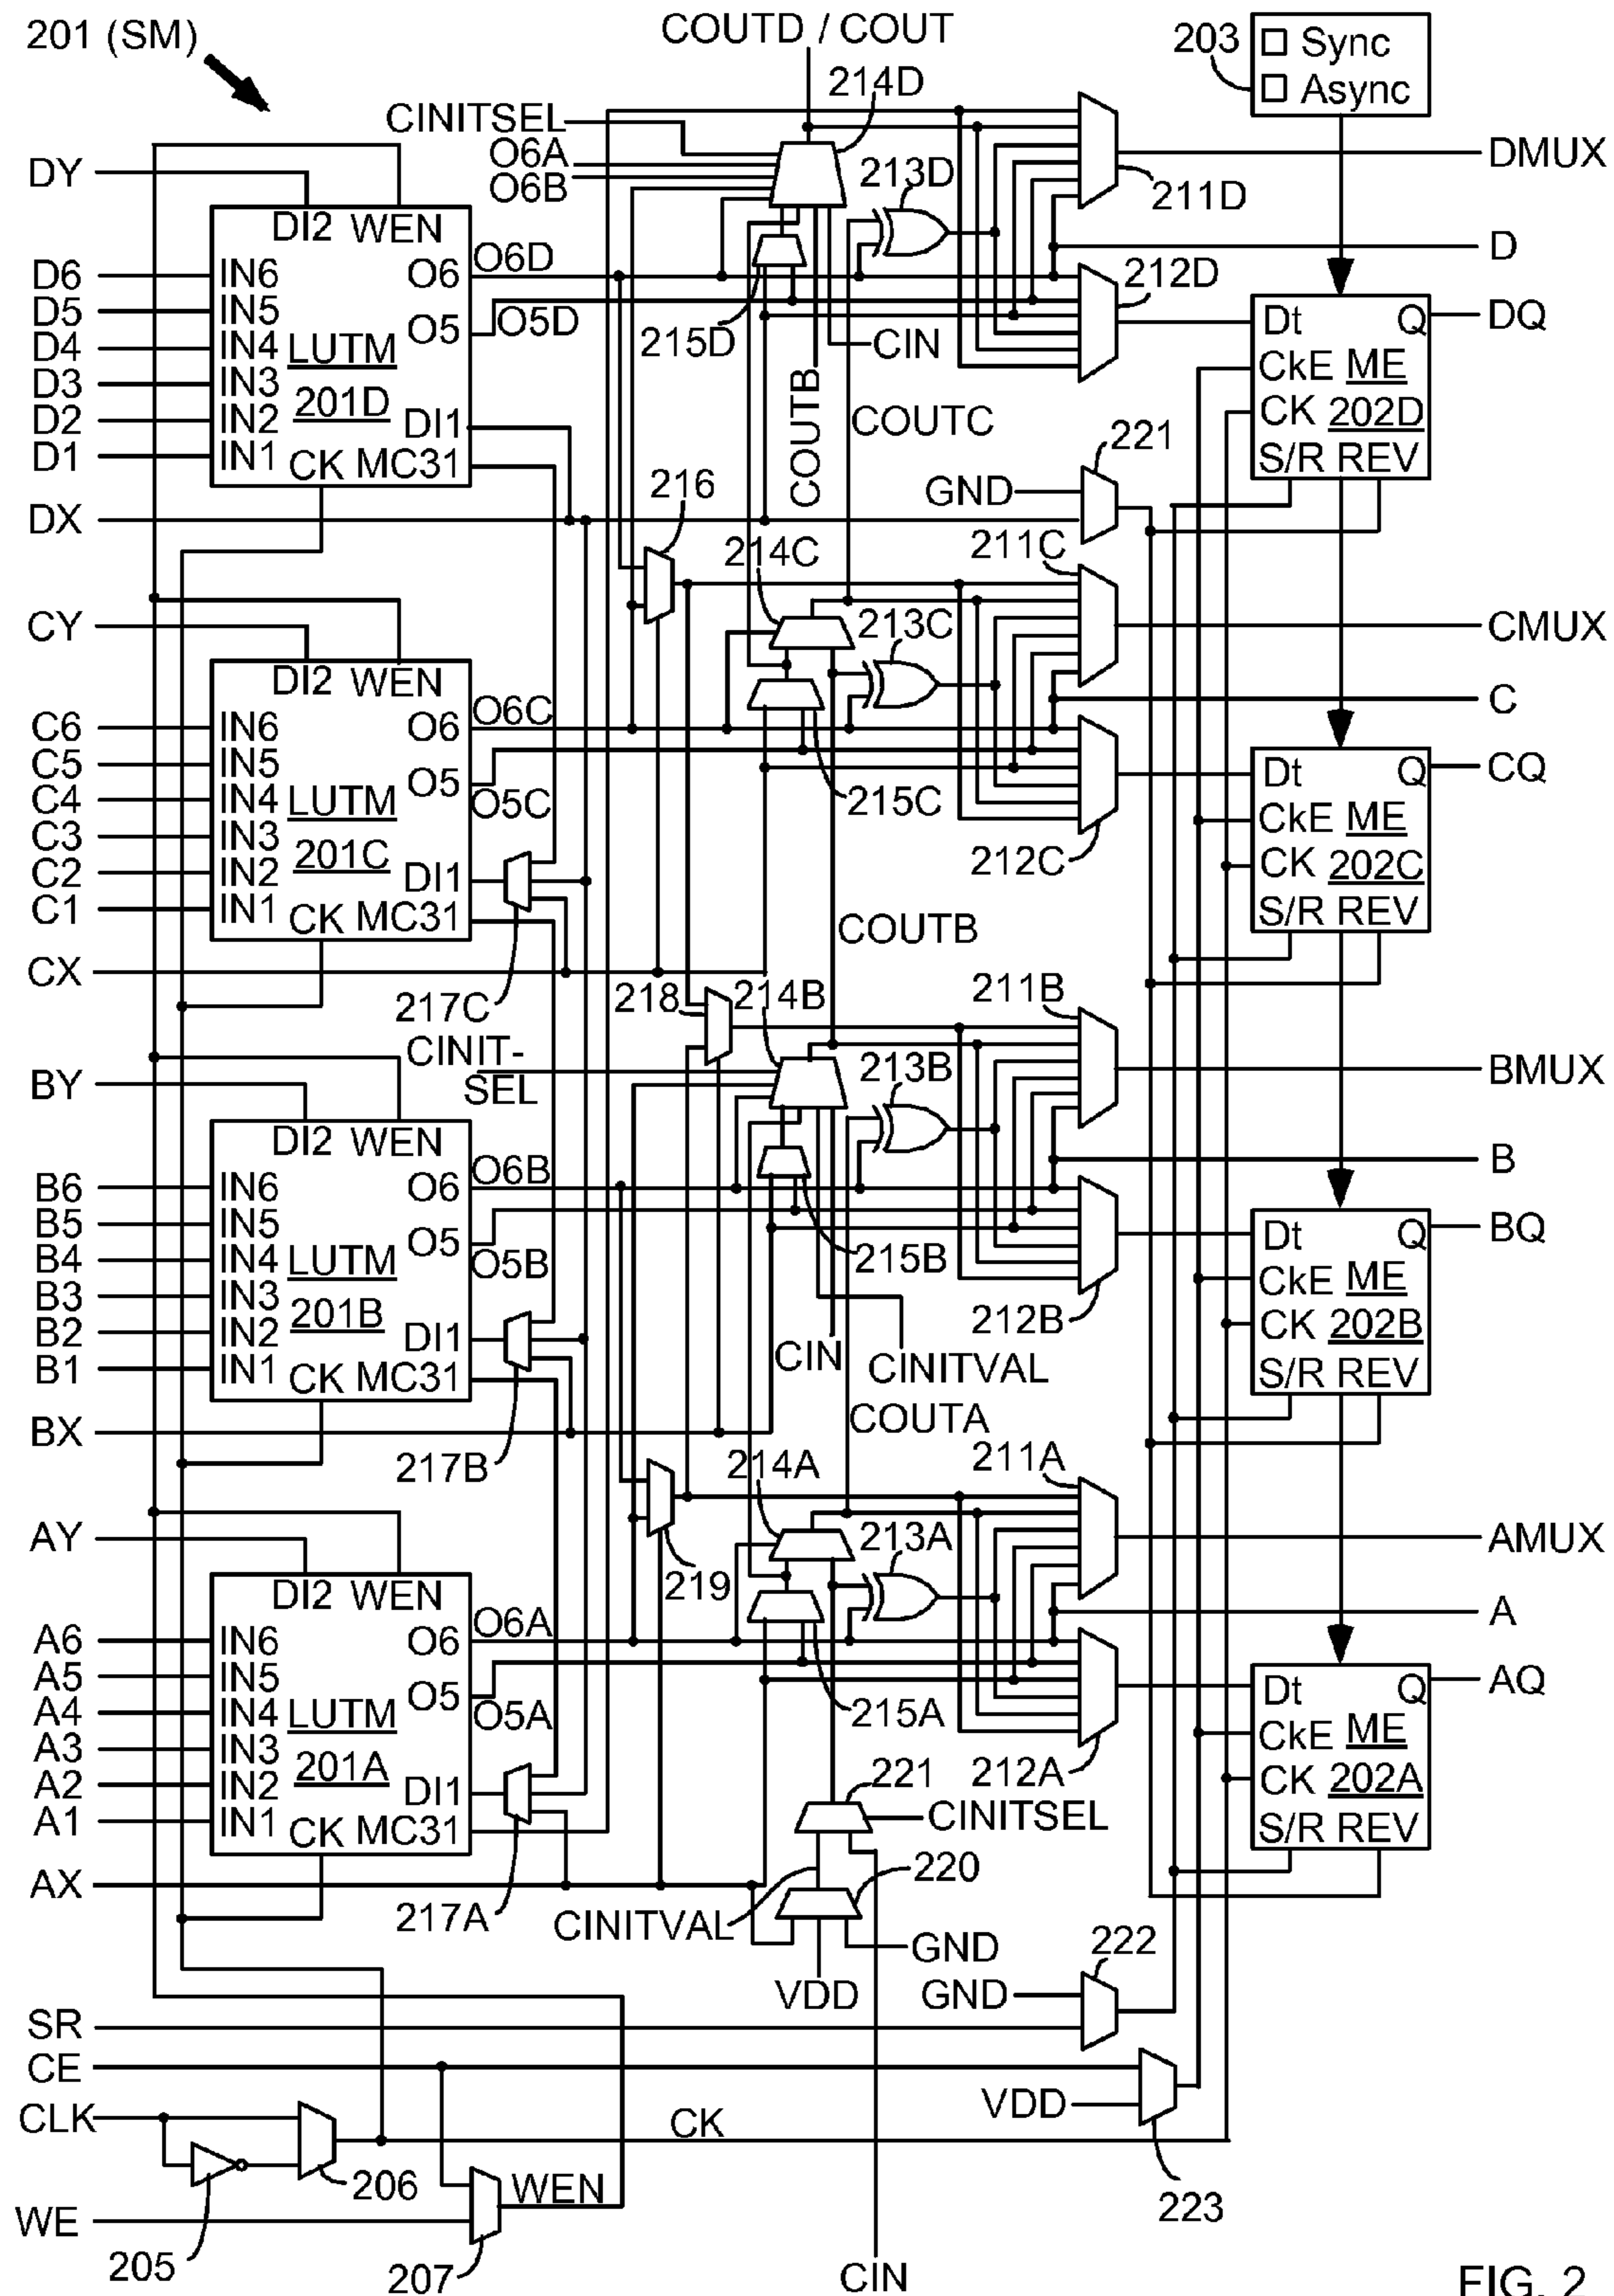 201 (SM)
COUTD / COUT
203
Sync
Async
214D
CINITSEL
O6A
O6B
213D
DMUX
211D
DY
DI2 WEN
D
D6
IN6
O6
O6D
212D
D5
IN5
O5
O5D
215D
CIN
Dt
Q
DQ
D4
IN4
LUTM
CkE
ME
D3
IN3
201D
COUTB
COUTC
CK
202D
D2
IN2
DI1
221
S/R REV
D1
IN1
CK MC31
216
GND
DX
214C
211C
CY
213C
CMUX
DI2 WEN
C
C6
IN6
O6
O6C
C5
IN5
O5
O5C
215C
Dt
Q
CQ
C4
IN4
LUTM
CkE
ME
C3
IN3
201C
212C
CK
202C
C2
IN2
DI1
S/R REV
C1
IN1
CK MC31
COUTB
CX
217C
218
214B
211B
CINIT-
SEL
213B
BMUX
BY
DI2 WEN
B
B6
IN6
O6
O6B
B5
IN5
O5
O5B
215B
Dt
Q
BQ
B4
IN4
LUTM
CkE
ME
B3
IN3
201B
212B
CK
202B
B2
IN2
DI1
CIN
CINITVAL
S/R REV
B1
IN1
CK MC31
COUTA
BX
217B
214A
211A
AY
213A
AMUX
219
DI2 WEN
A
A6
IN6
O6
O6A
A5
IN5
O5
O5A
215A
Dt
Q
AQ
A4
IN4
LUTM
CkE
ME
A3
IN3
201A
212A
CK
202A
A2
IN2
DI1
221
CINITSEL
S/R REV
A1
IN1
CK MC31
220
AX
217A
CINITVAL
GND
222
VDD
GND
SR
CE
VDD
CLK
CK
206
WEN
223
WE
205
207
CIN
FIG. 2